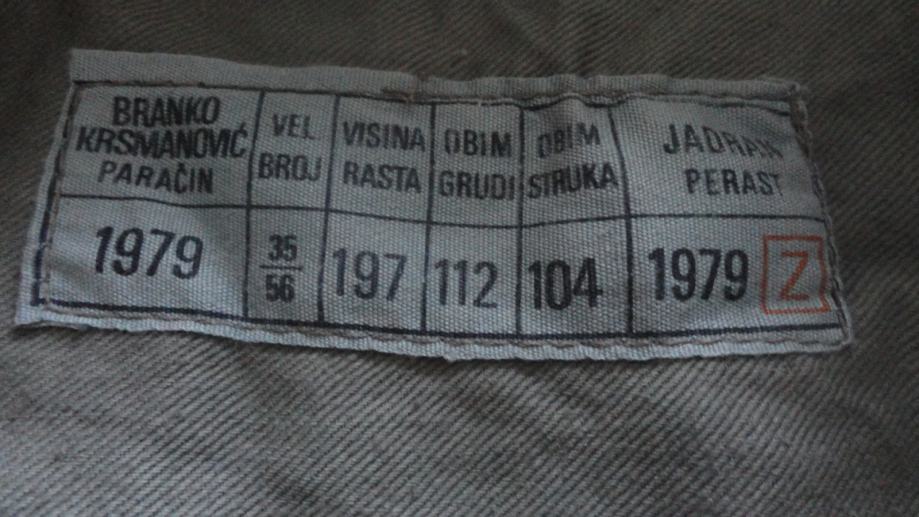 BRANKO
KRSMANOVIĆ
PARAČIN
1979
VEL
BROJ
35
56
VISINA
RASTA
197
OBIM
GRUDI
112
OBIM
STRUKA
104
JADRAN
PERAST
1979 Z